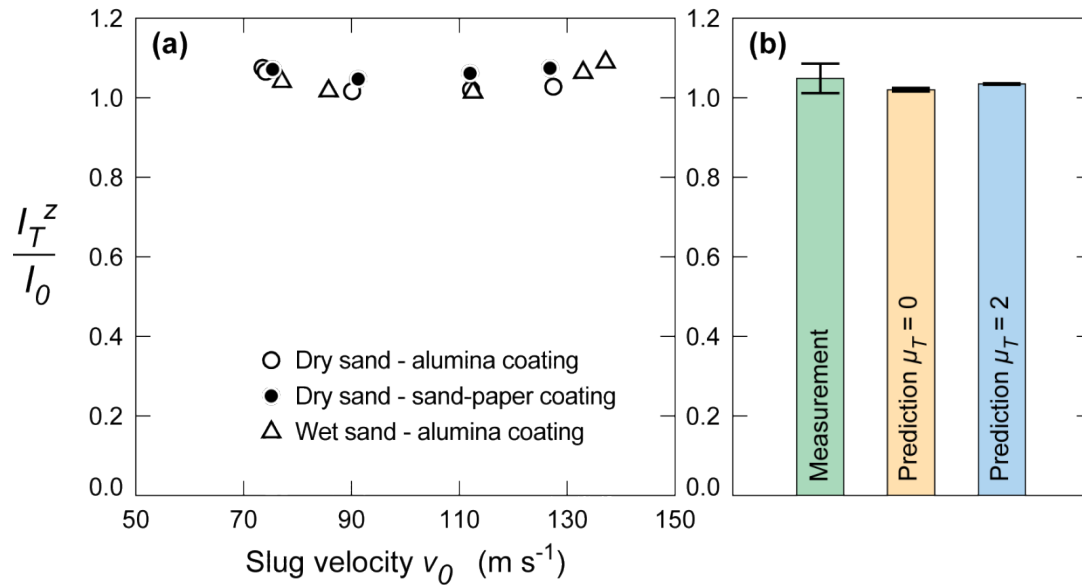 (a)
(b)
1.2
1.0
0.8
0.6
0.4
0.2
0.0
I_T^z
I_0
○ Dry sand - alumina coating
● Dry sand - sand-paper coating
△ Wet sand - alumina coating
50 70 90 110 130 150
Slug velocity v_0 (m s⁻¹)
1.2
1.0
0.8
0.6
0.4
0.2
0.0
Measurement
Prediction μ_T = 0
Prediction μ_T = 2